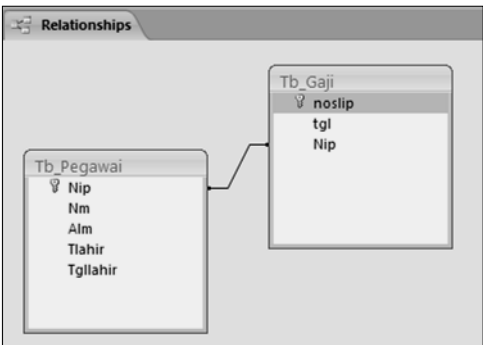 Relationships
Tb_Gaji
noslip
tgl
Nip
Tb_Pegawai
Nip
Nm
Alm
Tlahir
Tgllahir